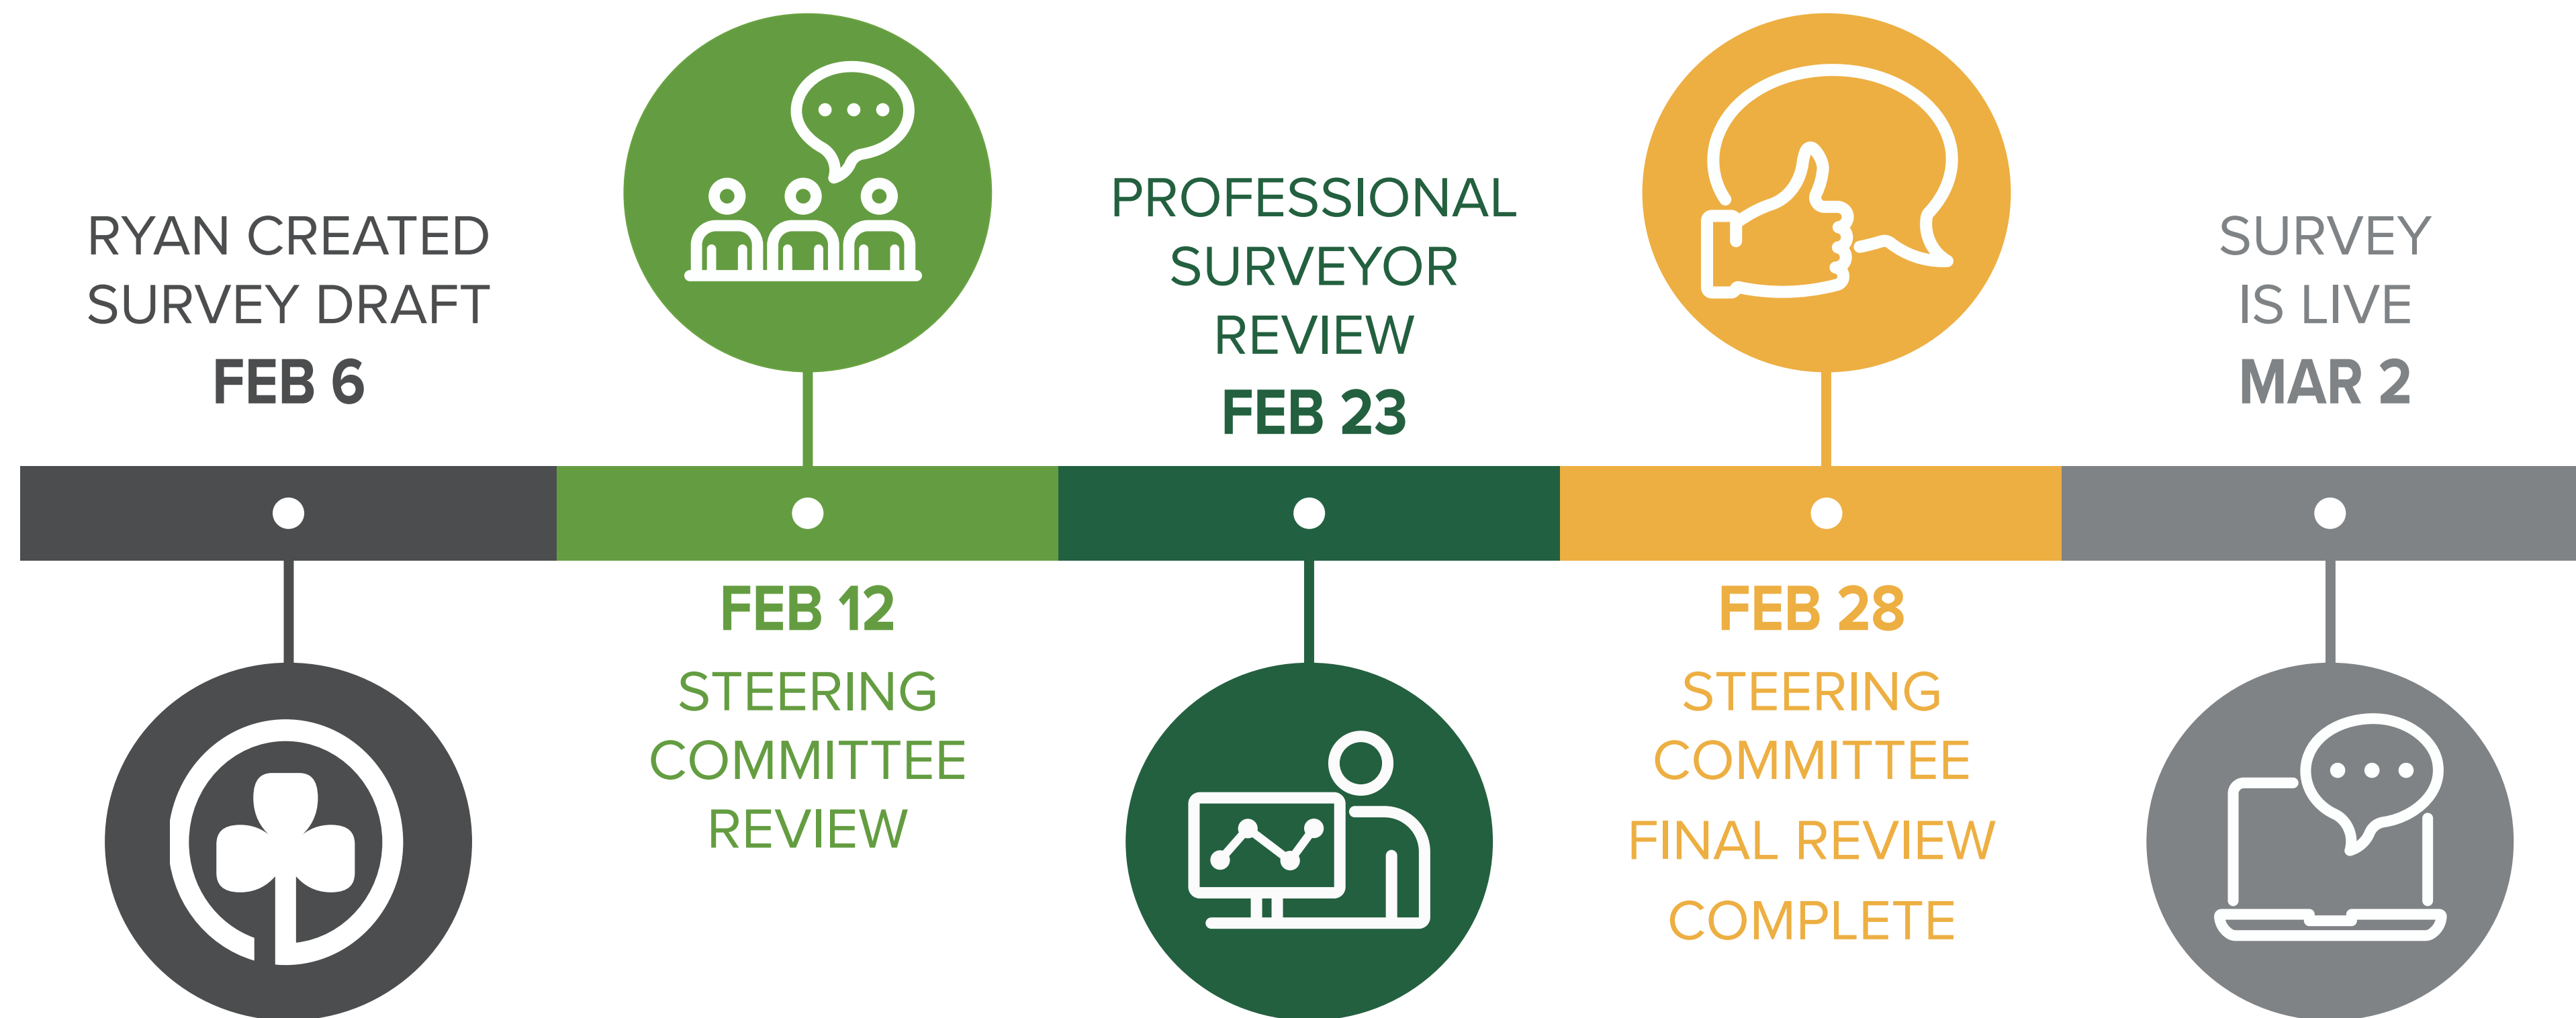 RYAN CREATED
SURVEY DRAFT
FEB 6
FEB 12
STEERING
COMMITTEE
REVIEW
PROFESSIONAL
SURVEYOR
REVIEW
FEB 23
FEB 28
STEERING
COMMITTEE
FINAL REVIEW
COMPLETE
SURVEY
IS LIVE
MAR 2